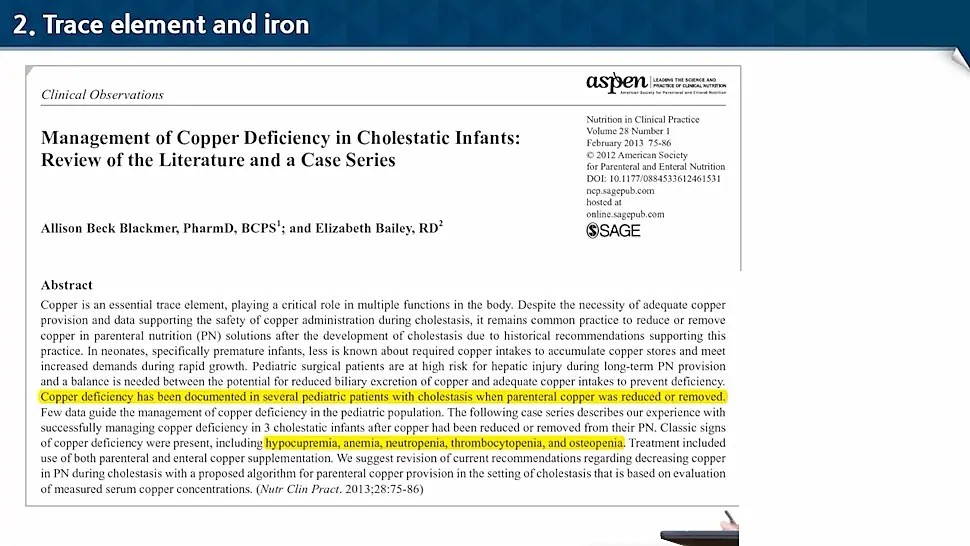 2. Trace element and iron
Clinical Observations
aspen LEADING THE SCIENCE AND
PRACTICE OF CLINICAL NUTRITION
American Society for Parenteral and Enteral Nutrition
Management of Copper Deficiency in Cholestatic Infants:
Review of the Literature and a Case Series
Nutrition in Clinical Practice
Volume 28 Number 1
February 2013 75-86
© 2012 American Society
for Parenteral and Enteral Nutrition
DOI: 10.1177/0884533612461531
ncp.sagepub.com
hosted at
online.sagepub.com
SAGE
Allison Beck Blackmer, PharmD, BCPS1; and Elizabeth Bailey, RD2
Abstract
Copper is an essential trace element, playing a critical role in multiple functions in the body. Despite the necessity of adequate copper
provision and data supporting the safety of copper administration during cholestasis, it remains common practice to reduce or remove
copper in parenteral nutrition (PN) solutions after the development of cholestasis due to historical recommendations supporting this
practice. In neonates, specifically premature infants, less is known about required copper intakes to accumulate copper stores and meet
increased demands during rapid growth. Pediatric surgical patients are at high risk for hepatic injury during long-term PN provision
and a balance is needed between the potential for reduced biliary excretion of copper and adequate copper intakes to prevent deficiency.
Copper deficiency has been documented in several pediatric patients with cholestasis when parenteral copper was reduced or removed.
Few data guide the management of copper deficiency in the pediatric population. The following case series describes our experience with
successfully managing copper deficiency in 3 cholestatic infants after copper had been reduced or removed from their PN. Classic signs
of copper deficiency were present, including hypocupremia, anemia, neutropenia, thrombocytopenia, and osteopenia. Treatment included
use of both parenteral and enteral copper supplementation. We suggest revision of current recommendations regarding decreasing copper
in PN during cholestasis with a proposed algorithm for parenteral copper provision in the setting of cholestasis that is based on evaluation
of measured serum copper concentrations. (Nutr Clin Pract. 2013;28:75-86)